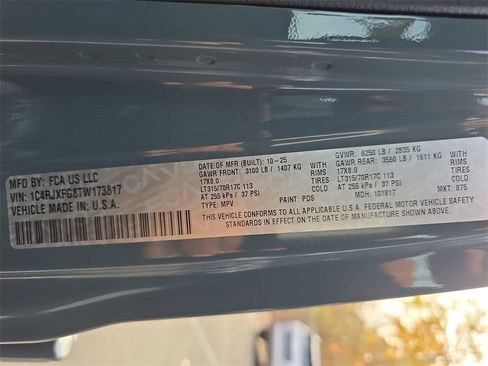 MFD BY: FCA US LLC
VIN: 1C4RJXFG8TW173817
VEHICLE MADE IN: U.S.A.
DATE OF MFR (BUILT): 10-25
GAWR FRONT: 3100 LB / 1407 KG WITH
17X8.0 RIMS
LT315/70R17C 113 TIRES
AT 255 kPa / 37 PSI COLD
TYPE: MPV PAINT: PDS
GVWR: 6250 LB / 2835 KG
GAWR REAR: 3550 LB / 1611 KG WITH
17X8.0 RIMS
LT315/70R17C 113 TIRES
AT 255 kPa / 37 PSI COLD
MDH: 101817 MKT: 875
THIS VEHICLE CONFORMS TO ALL APPLICABLE U.S.A. FEDERAL MOTOR VEHICLE SAFETY
STANDARDS IN EFFECT ON THE DATE OF MANUFACTURE SHOWN ABOVE.